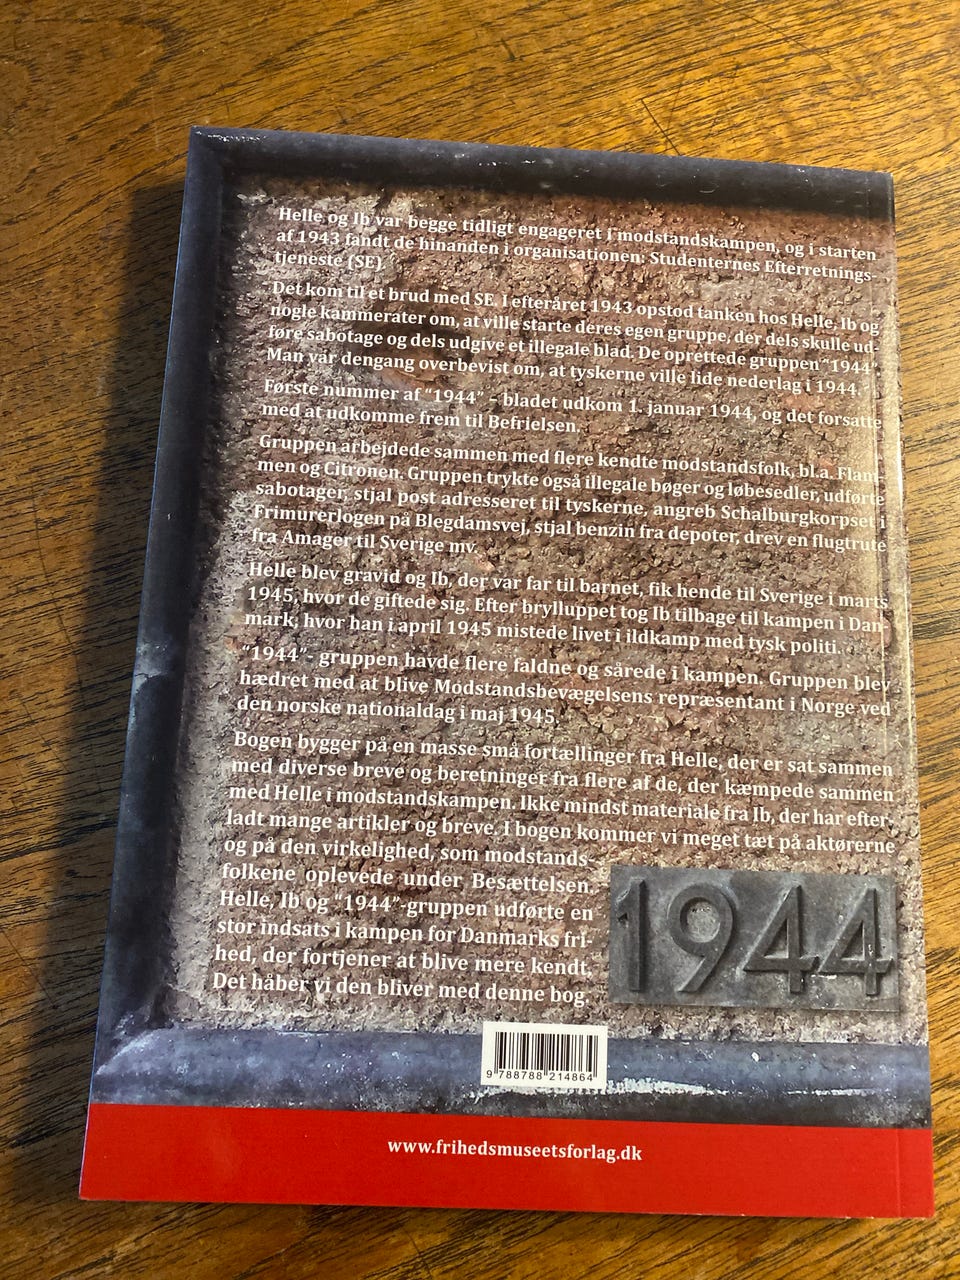 Helle og Ib var begge tidligt engageret i modstandskampen, og i starten
af 1943 fandt de hinanden i organisationen: Studenternes Efterretnings-
tjeneste (SE).
Det kom til et brud med SE. I efteråret 1943 opstod tanken hos Helle, Ib og
nogle kammerater om, at ville starte deres egen gruppe, der dels skulle ud-
føre sabotage og dels udgive et illegale blad. De oprettede gruppen “1944”.
Man var dengang overbevist om, at tyskerne ville lide nederlag i 1944.
Første nummer af “1944” – bladet udkom 1. januar 1944, og det forsatte
med at udkomme frem til Befrielsen.
Gruppen arbejdede sammen med flere kendte modstandsfolk, bl.a. Flam-
men og Citronen. Gruppen trykte også illegale bøger og løbesedler, udførte
sabotager, stjal post adresseret til tyskerne, angreb Schalburgkorpset i
Frimurerlogen på Blegdamsvej, stjal benzin fra depoter, drev en flugtrute
fra Amager til Sverige mv.
Helle blev gravid og Ib, der var far til barnet, fik hende til Sverige i marts
1945, hvor de giftede sig. Efter brylluppet tog Ib tilbage til kampen i Dan-
mark, hvor han i april 1945 mistede livet i ildkamp med tysk politi.
“1944”- gruppen havde flere faldne og sårede i kampen. Gruppen blev
hædret med at blive Modstandsbevægelsens repræsentant i Norge ved
den norske nationaldag i maj 1945.
Bogen bygger på en masse små fortællinger fra Helle, der er sat sammen
med diverse breve og beretninger fra flere af de, der kæmpede sammen
med Helle i modstandskampen. Ikke mindst materiale fra Ib, der har efter-
ladt mange artikler og breve. I bogen kommer vi meget tæt på aktørerne
og på den virkelighed, som modstands-
folkene oplevede under Besættelsen.
Helle, Ib og “1944”-gruppen udførte en
stor indsats i kampen for Danmarks fri-
hed, der fortjener at blive mere kendt.
Det håber vi den bliver med denne bog.
1944
9 788788 214864
www.frihedsmuseetsforlag.dk